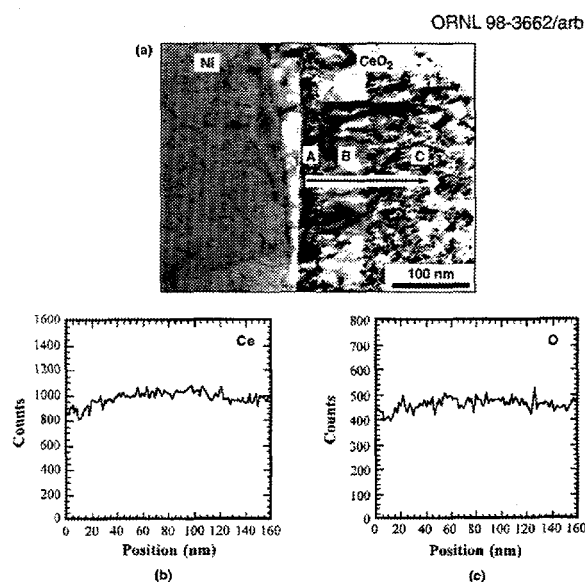 ORNL 98-3662/arb
(a)
Ni
CeO2
A B C
100 nm
1600
1400
1200
1000
800
600
400
200
0
Counts
Ce
0 20 40 60 80 100 120 140 160
Position (nm)
(b)
800
700
600
500
400
300
200
100
0
Counts
O
0 20 40 60 80 100 120 140 160
Position (nm)
(c)